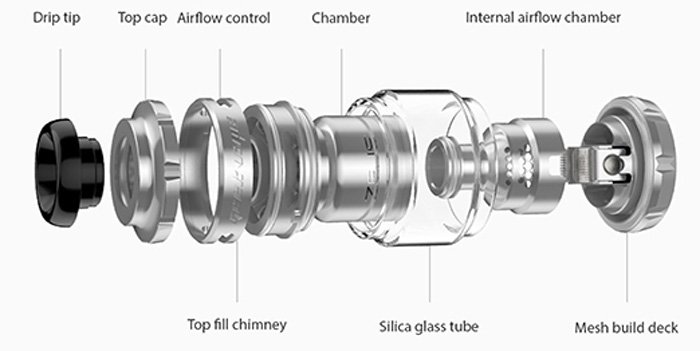 Drip tip
Top cap
Airflow control
Chamber
Internal airflow chamber
Top fill chimney
Silica glass tube
Mesh build deck